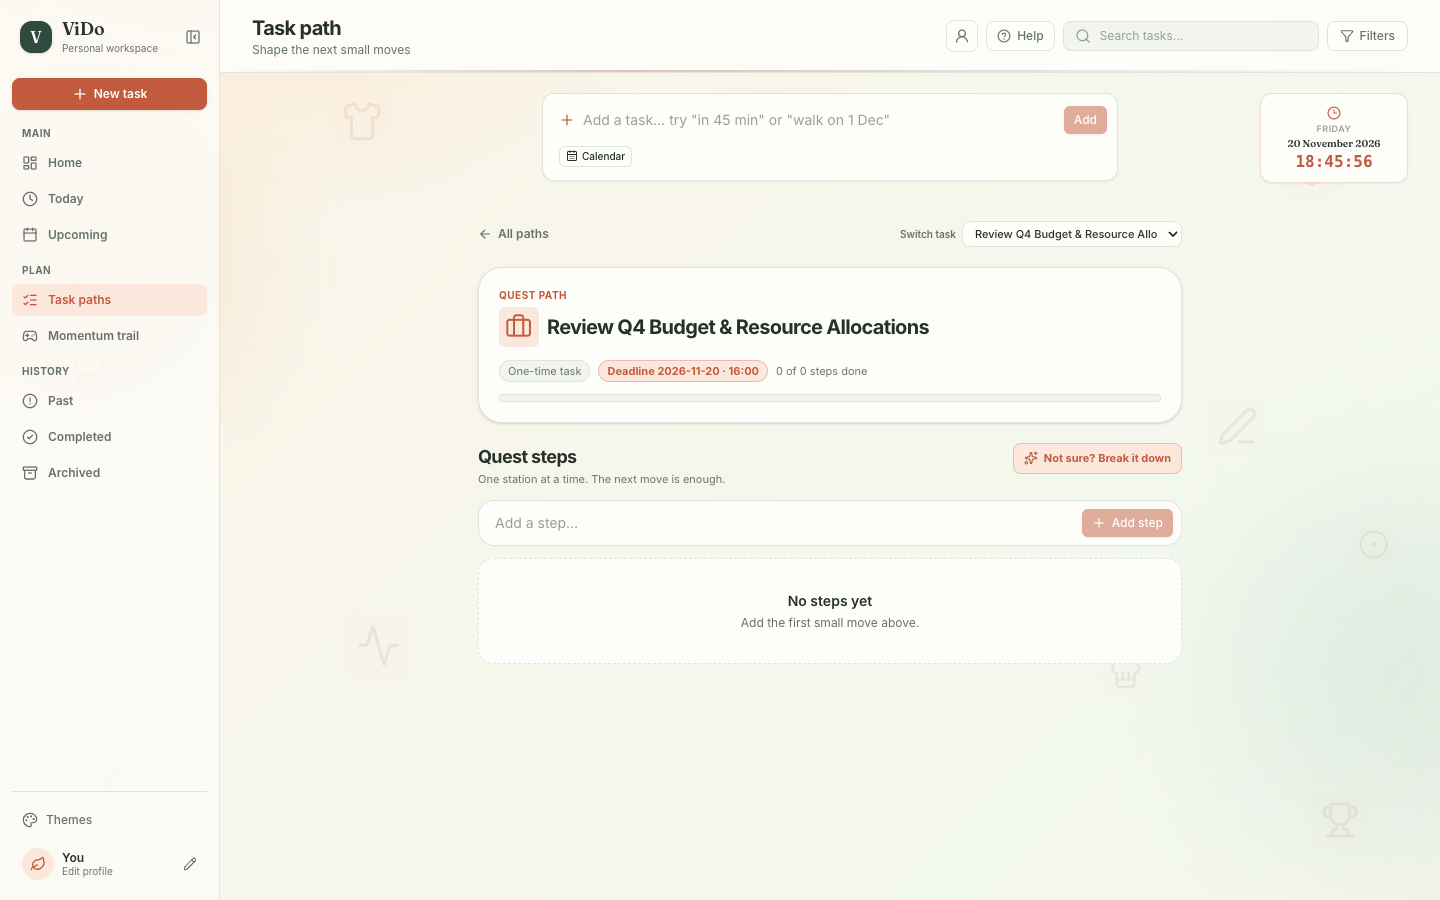 V
ViDo
Personal workspace
New task
MAIN
Home
Today
Upcoming
PLAN
Task paths
Momentum trail
HISTORY
Past
Completed
Archived
Themes
You
Edit profile
Task path
Shape the next small moves
Help
Search tasks...
Filters
Add a task... try "in 45 min" or "walk on 1 Dec"
Add
Calendar
FRIDAY
20 November 2026
18:45:56
All paths
Switch task
Review Q4 Budget & Resource Allo
QUEST PATH
Review Q4 Budget & Resource Allocations
One-time task
Deadline 2026-11-20 · 16:00
0 of 0 steps done
Quest steps
One station at a time. The next move is enough.
Not sure? Break it down
Add a step...
Add step
No steps yet
Add the first small move above.